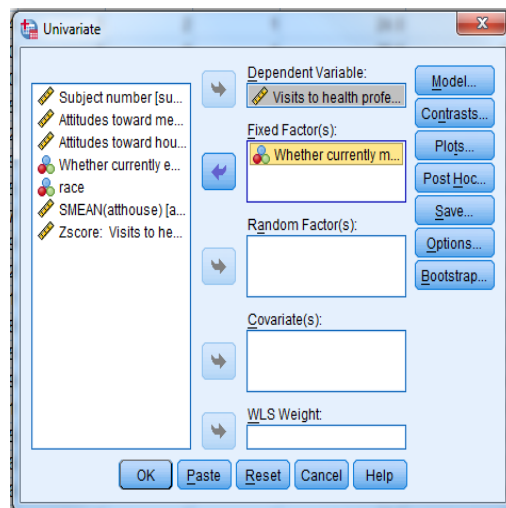 Univariate
Subject number [su...
Attitudes toward me...
Attitudes toward hou...
Whether currently e...
race
SMEAN(atthouse) [a...
Zscore: Visits to he...
Dependent Variable:
Visits to health profe...
Fixed Factor(s):
Whether currently m...
Random Factor(s):
Covariate(s):
WLS Weight:
Model...
Contrasts...
Plots...
Post Hoc...
Save...
Options...
Bootstrap...
OK Paste Reset Cancel Help